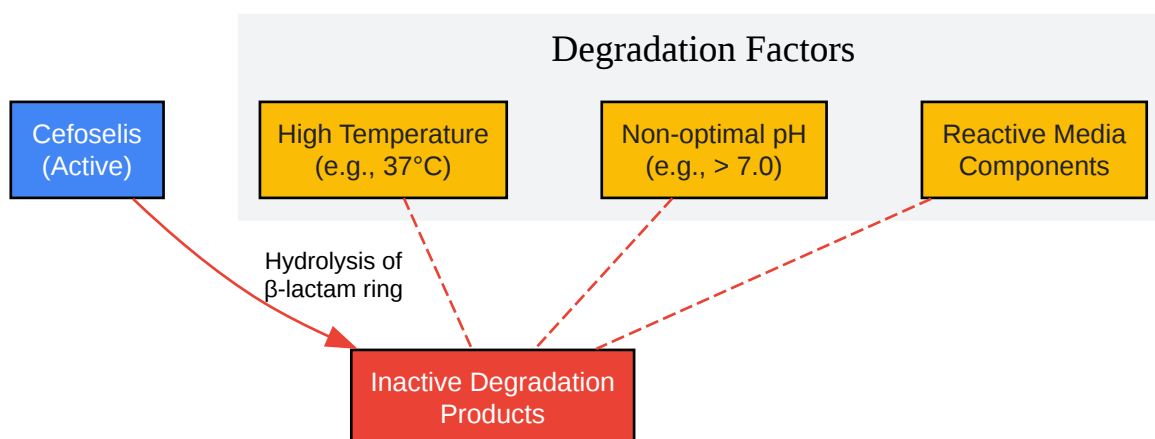 Degradation Factors
Cefoselis
(Active)
High Temperature
(e.g., 37°C)
Non-optimal pH
(e.g., > 7.0)
Reactive Media
Components
Hydrolysis of
β-lactam ring
Inactive Degradation
Products